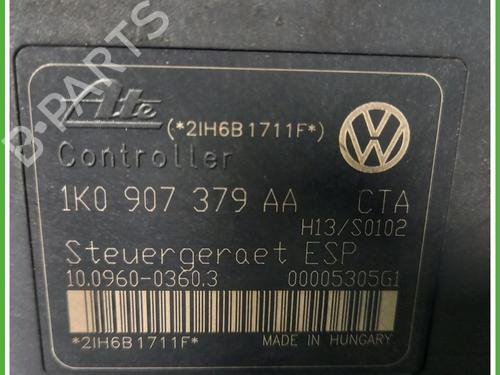 Ate (*2IH6B1711F*)
Controller
1K0 907 379 AA CTA
H13/S0102
Steuergeraet ESP
10.0960-0360.3 00005305G1
*2IH6B1711F* MADE IN HUNGARY
B-PARTS